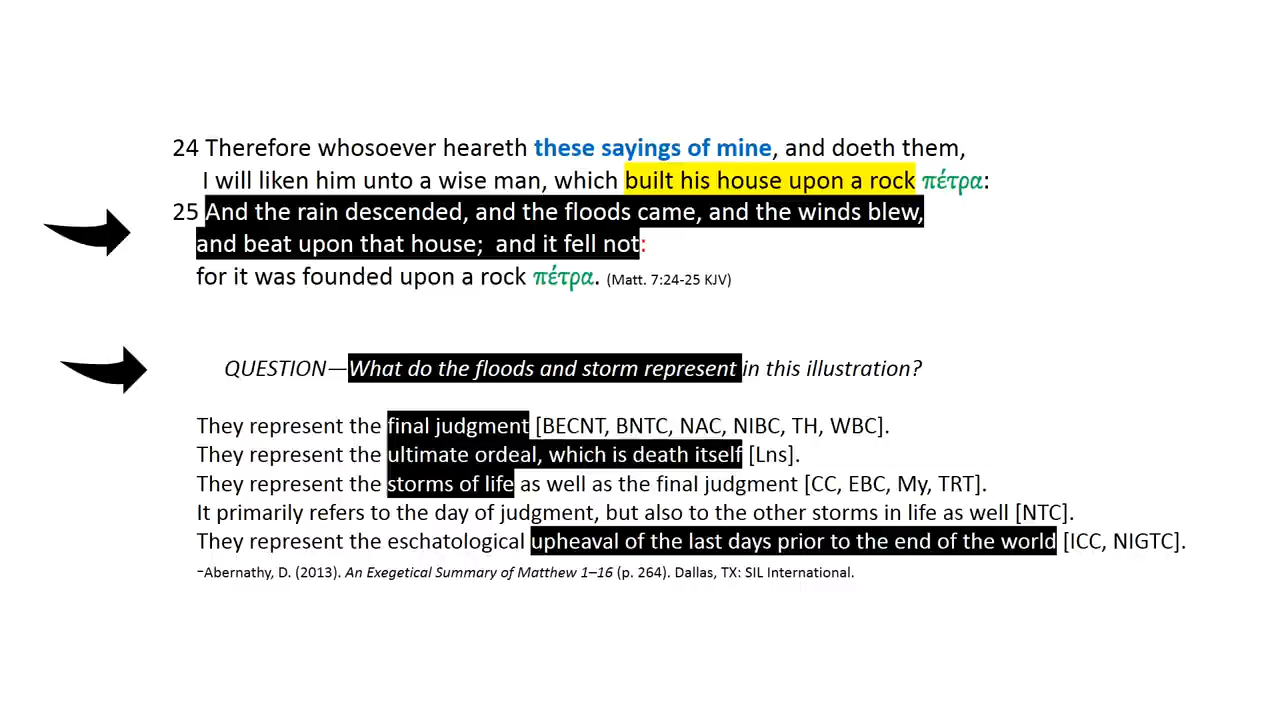 24 Therefore whosoever heareth these sayings of mine, and doeth them,
I will liken him unto a wise man, which built his house upon a rock πέτρα:
25 And the rain descended, and the floods came, and the winds blew,
and beat upon that house; and it fell not:
for it was founded upon a rock πέτρα. (Matt. 7:24-25 KJV)
QUESTION—What do the floods and storm represent in this illustration?
They represent the final judgment [BECNT, BNTC, NAC, NIBC, TH, WBC].
They represent the ultimate ordeal, which is death itself [Lns].
They represent the storms of life as well as the final judgment [CC, EBC, My, TRT].
It primarily refers to the day of judgment, but also to the other storms in life as well [NTC].
They represent the eschatological upheaval of the last days prior to the end of the world [ICC, NIGTC].
–Abernathy, D. (2013). An Exegetical Summary of Matthew 1–16 (p. 264). Dallas, TX: SIL International.